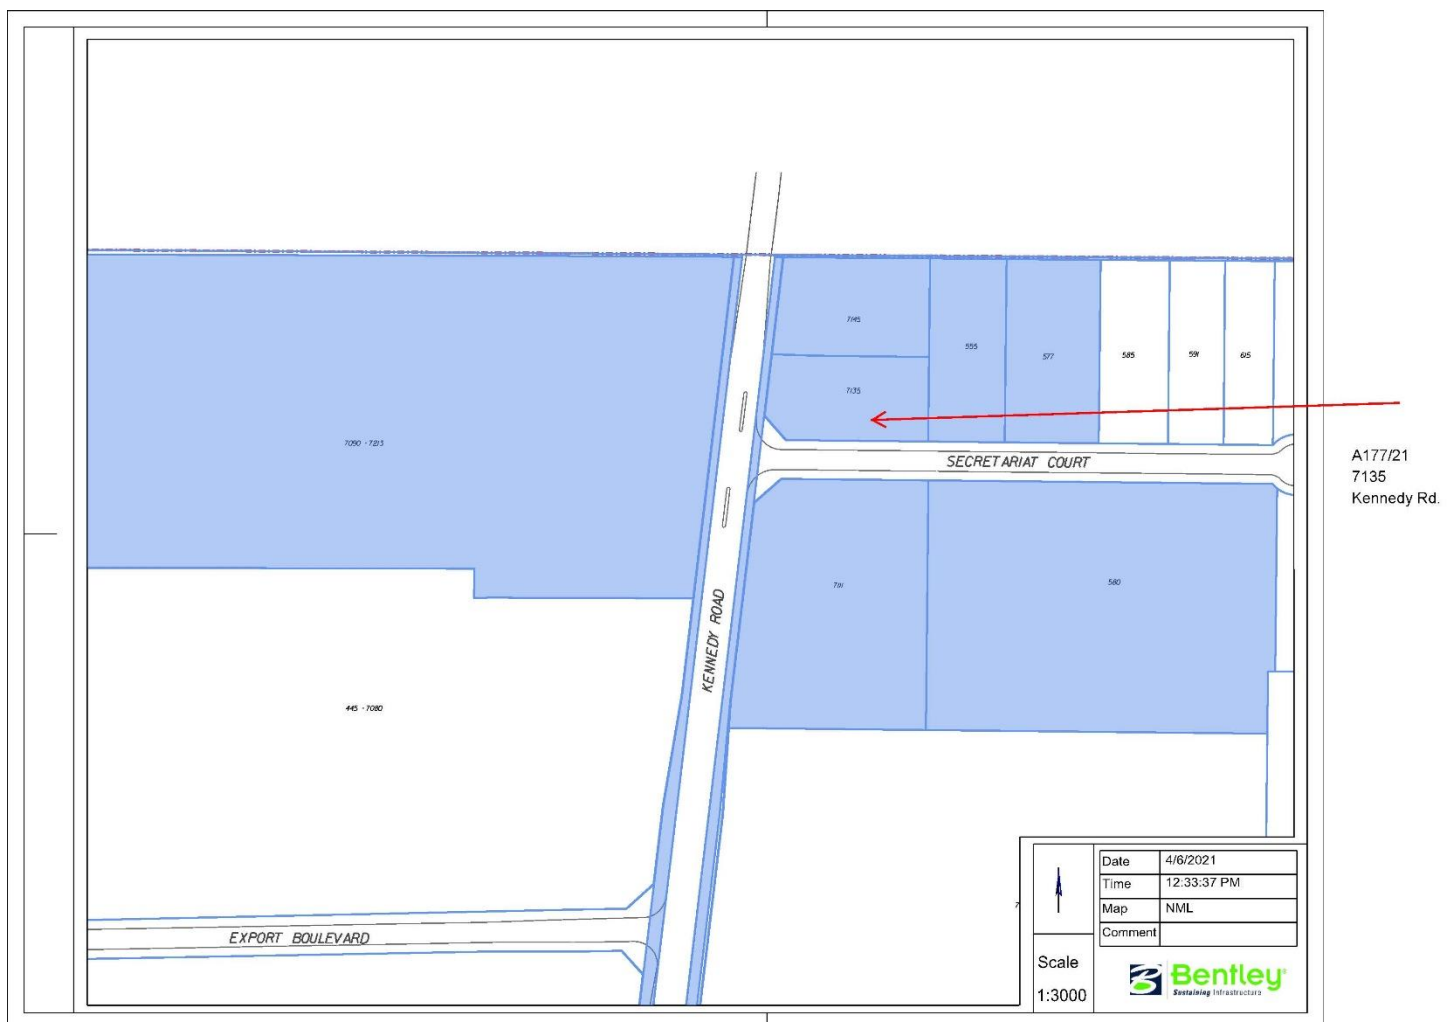 7145
555
577
585
591
615
7135
7090 - 7213
SECRETARIAT COURT
A177/21
7135
Kennedy Rd.
7111
580
KENNEDY ROAD
445 - 7080
EXPORT BOULEVARD
Date 4/6/2021
Time 12:33:37 PM
Map NML
Comment
Scale
1:3000
Bentley
Sustaining Infrastructure